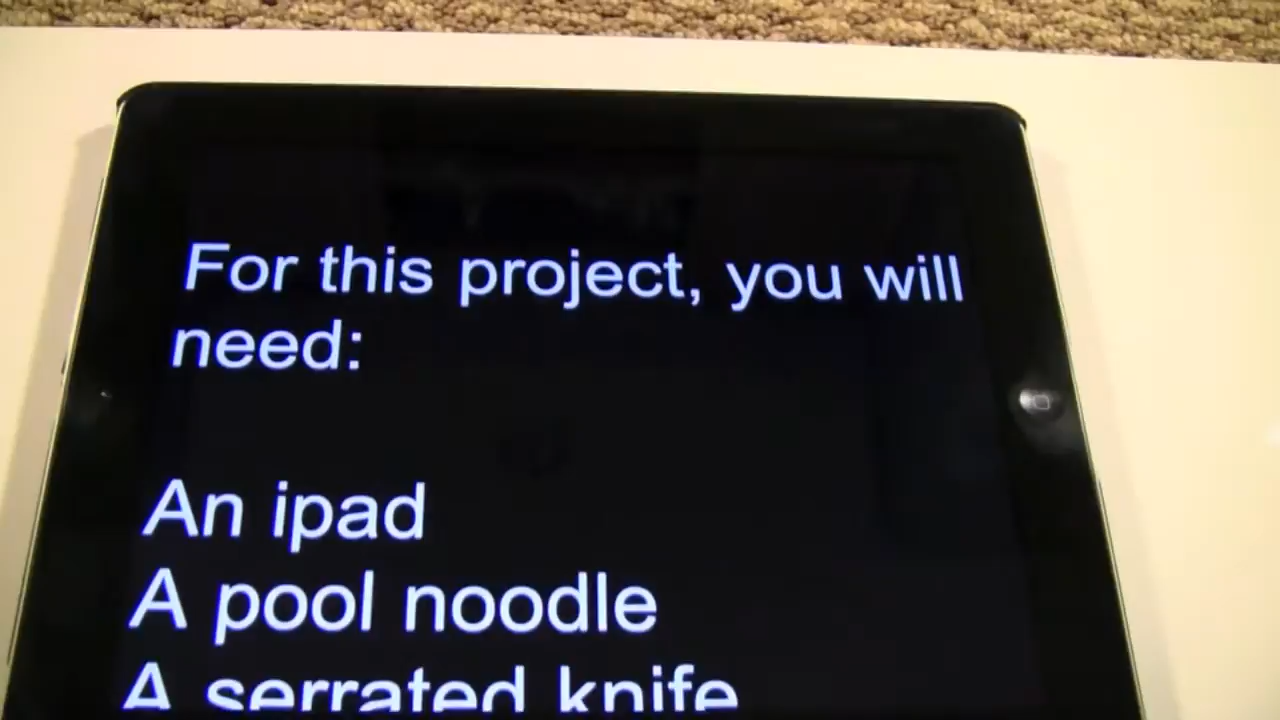 For this project, you will
need:
An ipad
A pool noodle
A serrated knife